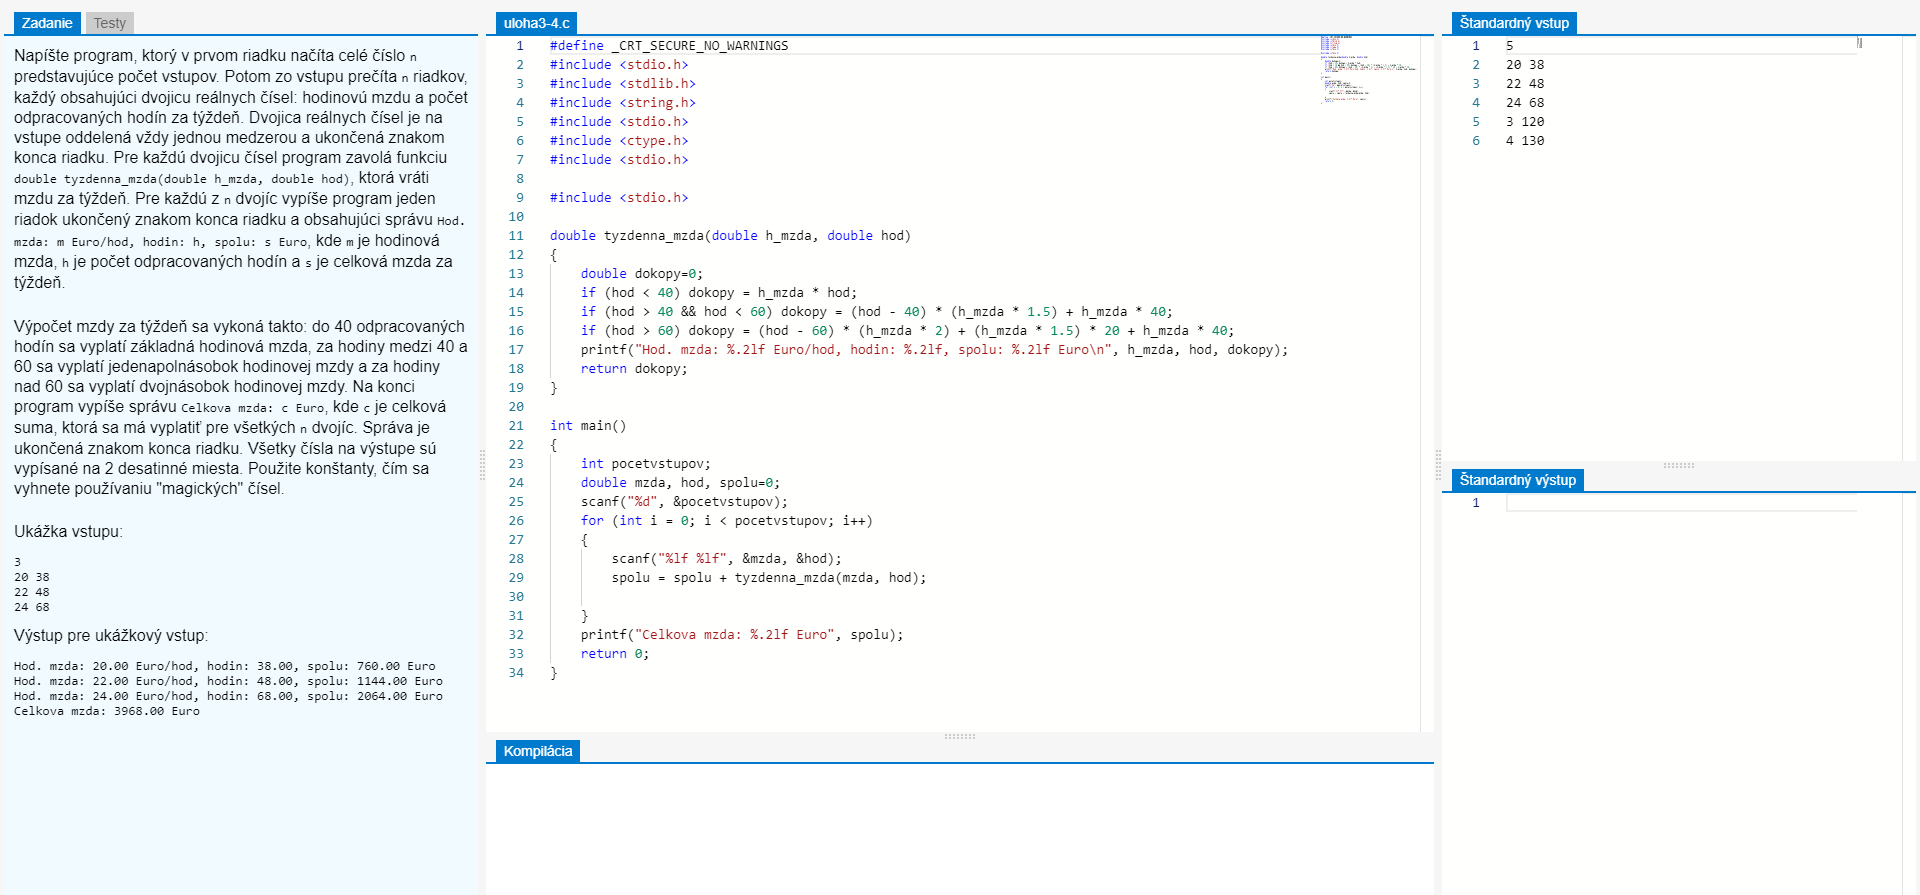 Zadanie
Testy
Napíšte program, ktorý v prvom riadku načíta celé číslo n
predstavujúce počet vstupov. Potom zo vstupu prečíta n riadkov,
každý obsahujúci dvojicu reálnych čísel: hodinovú mzdu a počet
odpracovaných hodín za týždeň. Dvojica reálnych čísel je na
vstupe oddelená vždy jednou medzerou a ukončená znakom
konca riadku. Pre každú dvojicu čísel program zavolá funkciu
double tyzdenna_mzda(double h_mzda, double hod), ktorá vráti
mzdu za týždeň. Pre každú z n dvojíc vypíše program jeden
riadok ukončený znakom konca riadku a obsahujúci správu Hod.
mzda: m Euro/hod, hodin: h, spolu: s Euro, kde m je hodinová
mzda, h je počet odpracovaných hodín a s je celková mzda za
týždeň.
Výpočet mzdy za týždeň sa vykoná takto: do 40 odpracovaných
hodín sa vyplatí základná hodinová mzda, za hodiny medzi 40 a
60 sa vyplatí jedenapolnásobok hodinovej mzdy a za hodiny
nad 60 sa vyplatí dvojnásobok hodinovej mzdy. Na konci
program vypíše správu Celkova mzda: c Euro, kde c je celková
suma, ktorá sa má vyplatiť pre všetkých n dvojíc. Správa je
ukončená znakom konca riadku. Všetky čísla na výstupe sú
vypísané na 2 desatinné miesta. Použite konštanty, čím sa
vyhnete používaniu "magických" čísel.
Ukážka vstupu:
3
20 38
22 48
24 68
Výstup pre ukážkový vstup:
Hod. mzda: 20.00 Euro/hod, hodin: 38.00, spolu: 760.00 Euro
Hod. mzda: 22.00 Euro/hod, hodin: 48.00, spolu: 1144.00 Euro
Hod. mzda: 24.00 Euro/hod, hodin: 68.00, spolu: 2064.00 Euro
Celkova mzda: 3968.00 Euro
uloha3-4.c
1 #define _CRT_SECURE_NO_WARNINGS
2 #include <stdio.h>
3 #include <stdlib.h>
4 #include <string.h>
5 #include <stdio.h>
6 #include <ctype.h>
7 #include <stdio.h>
8
9 #include <stdio.h>
10
11 double tyzdenna_mzda(double h_mzda, double hod)
12 {
13 double dokopy=0;
14 if (hod < 40) dokopy = h_mzda * hod;
15 if (hod > 40 && hod < 60) dokopy = (hod - 40) * (h_mzda * 1.5) + h_mzda * 40;
16 if (hod > 60) dokopy = (hod - 60) * (h_mzda * 2) + (h_mzda * 1.5) * 20 + h_mzda * 40;
17 printf("Hod. mzda: %.2lf Euro/hod, hodin: %.2lf, spolu: %.2lf Euro\n", h_mzda, hod, dokopy);
18 return dokopy;
19 }
20
21 int main()
22 {
23 int pocetvstupov;
24 double mzda, hod, spolu=0;
25 scanf("%d", &pocetvstupov);
26 for (int i = 0; i < pocetvstupov; i++)
27 {
28 scanf("%lf %lf", &mzda, &hod);
29 spolu = spolu + tyzdenna_mzda(mzda, hod);
30
31 }
32 printf("Celkova mzda: %.2lf Euro", spolu);
33 return 0;
34 }
Kompilácia
Štandardný vstup
1 5
2 20 38
3 22 48
4 24 68
5 3 120
6 4 130
Štandardný výstup
1